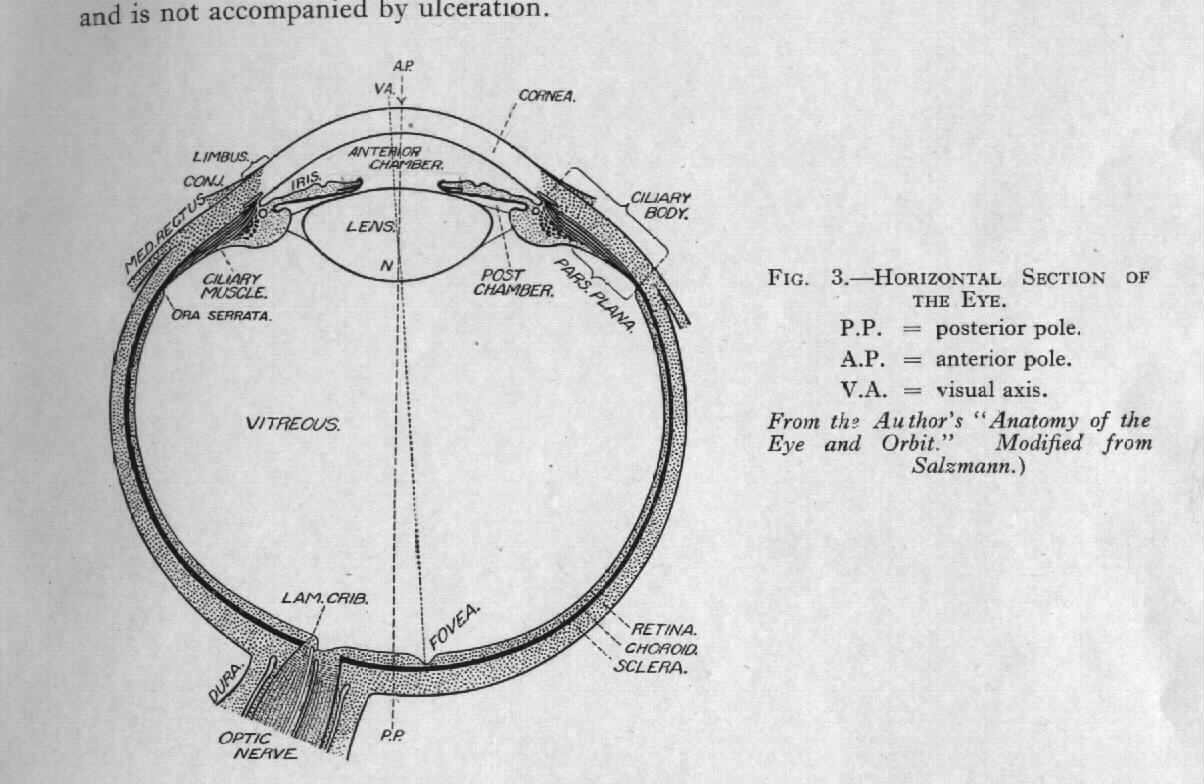 and is not accompanied by ulceration.
A.P.
V.A.
CORNEA.
LIMBUS.
ANTERIOR
CHAMBER.
CONJ.
IRIS.
CILIARY
BODY.
MED. RECTUS
LENS.
N
CILIARY
MUSCLE.
POST
CHAMBER.
PARS. PLANA.
ORA SERRATA.
VITREOUS.
LAM. CRIB.
FOVEA.
RETINA.
CHOROID.
SCLERA.
DURA.
OPTIC
NERVE
P.P.
FIG. 3.—HORIZONTAL SECTION OF
THE EYE.
P.P. = posterior pole.
A.P. = anterior pole.
V.A. = visual axis.
From the Author's "Anatomy of the
Eye and Orbit." Modified from
Salzmann.)